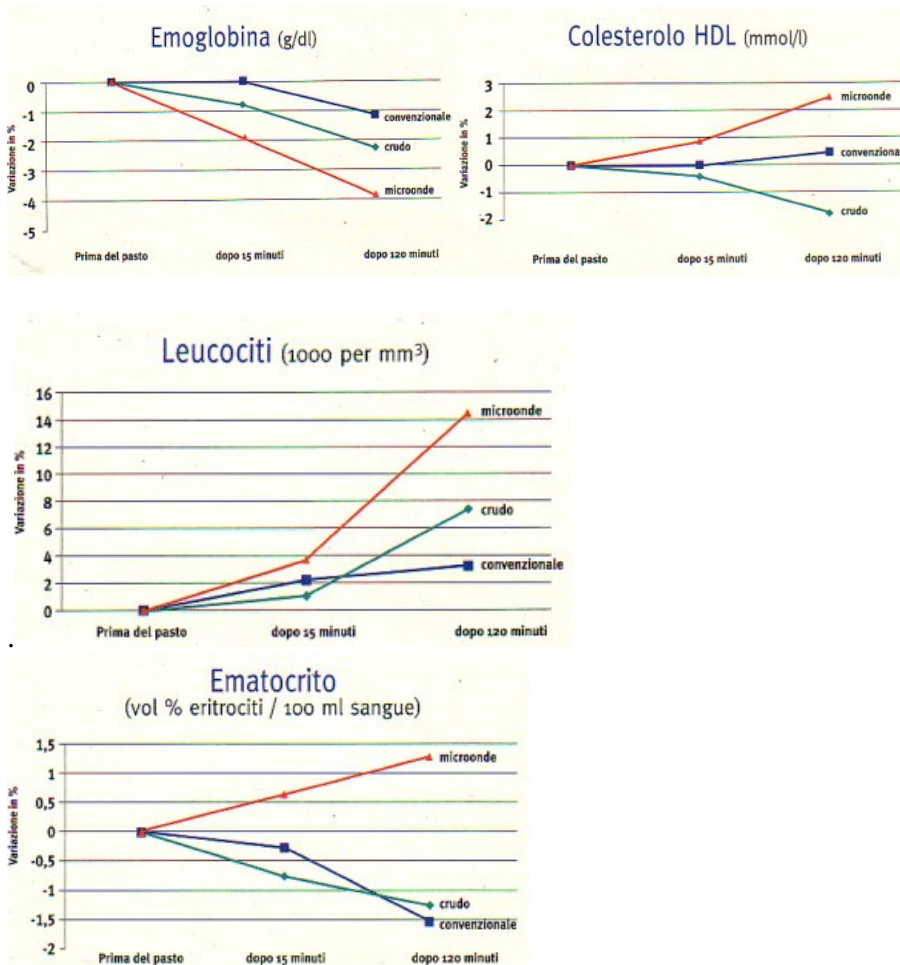 Emoglobina (g/dl)
Variazione in %
0
-1
-2
-3
-4
-5
convenzionale
crudo
microonde
Prima del pasto
dopo 15 minuti
dopo 120 minuti
Colesterolo HDL (mmol/l)
Variazione in %
3
2
1
0
-1
-2
microonde
convenziona
crudo
Prima del pasto
dopo 15 minuti
dopo 120 minuti
Leucociti (1000 per mm³)
Variazione in %
16
14
12
10
8
6
4
2
0
microonde
crudo
convenzionale
Prima del pasto
dopo 15 minuti
dopo 120 minuti
.
Ematocrito
(vol % eritrociti / 100 ml sangue)
Variazione in %
1,5
1
0,5
0
-0,5
-1
-1,5
-2
microonde
crudo
convenzionale
Prima del pasto
dopo 15 minuti
dopo 120 minuti